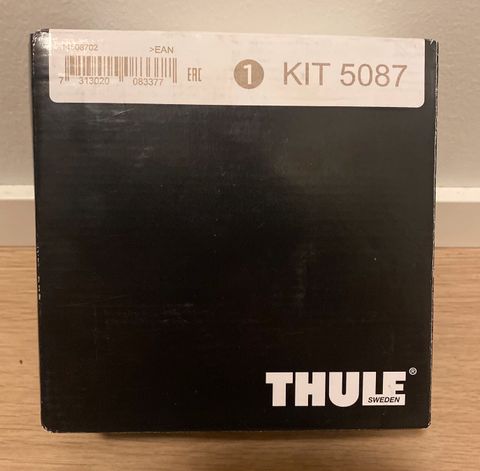 >EAN
7 313020 083377 EAC 1 KIT 5087
THULE®
SWEDEN